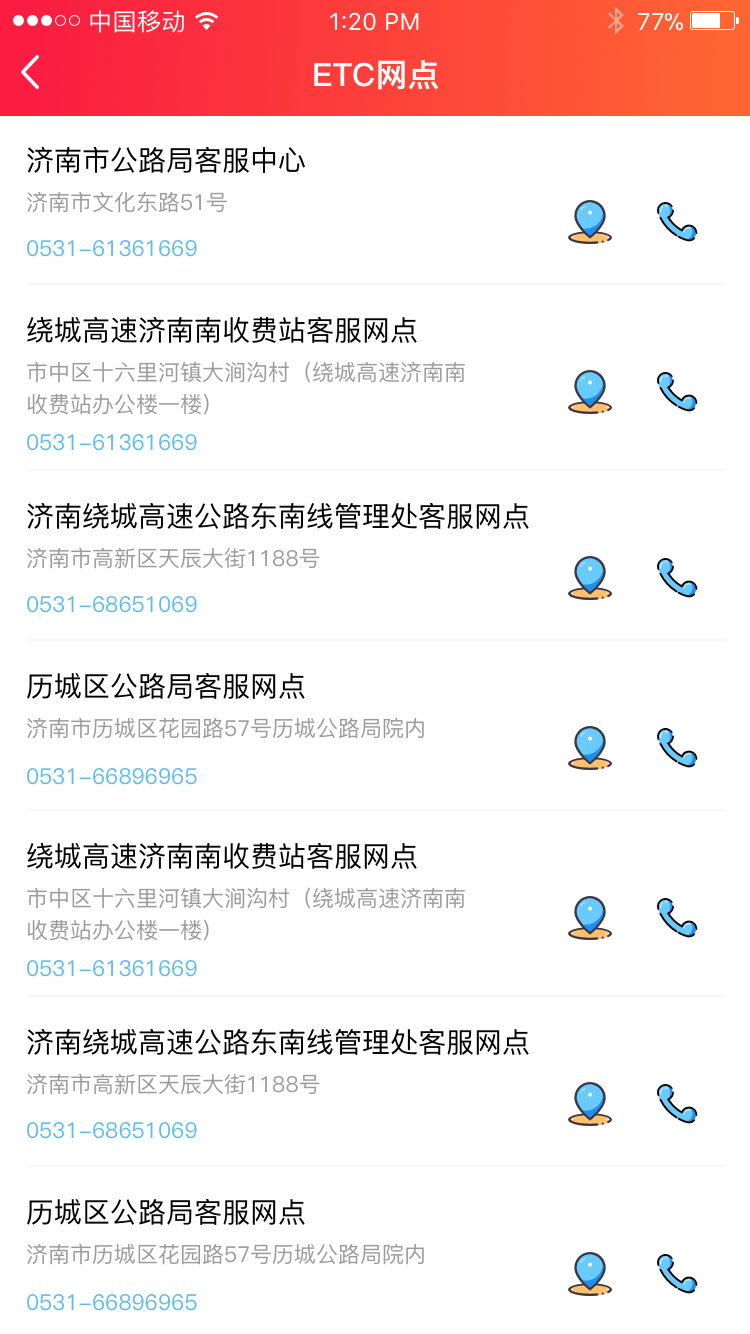 中国移动 1:20 PM 77%
ETC网点
济南市公路局客服中心
济南市文化东路51号
0531-61361669
绕城高速济南南收费站客服网点
市中区十六里河镇大涧沟村（绕城高速济南南
收费站办公楼一楼）
0531-61361669
济南绕城高速公路东南线管理处客服网点
济南市高新区天辰大街1188号
0531-68651069
历城区公路局客服网点
济南市历城区花园路57号历城公路局院内
0531-66896965
绕城高速济南南收费站客服网点
市中区十六里河镇大涧沟村（绕城高速济南南
收费站办公楼一楼）
0531-61361669
济南绕城高速公路东南线管理处客服网点
济南市高新区天辰大街1188号
0531-68651069
历城区公路局客服网点
济南市历城区花园路57号历城公路局院内
0531-66896965